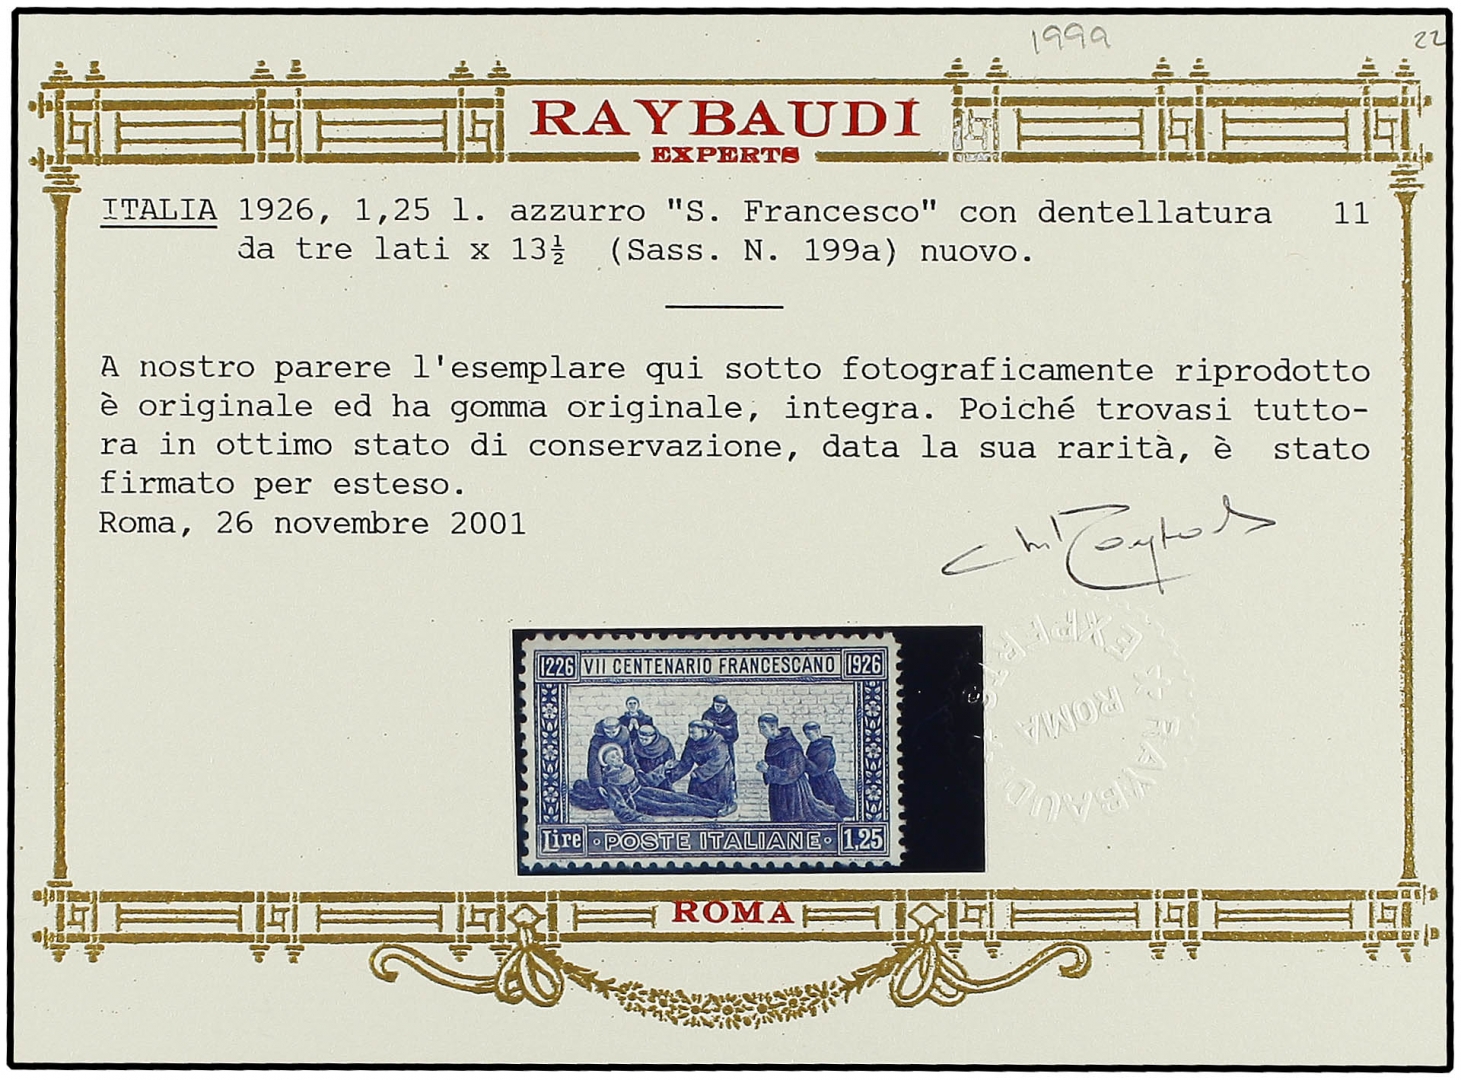 199a
22
RAYBAUDI
EXPERTS
ITALIA 1926, 1,25 l. azzurro "S. Francesco" con dentellatura 11
da tre lati x 13½ (Sass. N. 199a) nuovo.
A nostro parere l'esemplare qui sotto fotograficamente riprodotto
è originale ed ha gomma originale, integra. Poiché trovasi tutto-
ra in ottimo stato di conservazione, data la sua rarità, è stato
firmato per esteso.
Roma, 26 novembre 2001
EXPERTS * RAYBAUDI *
ROMA
1226 VII CENTENARIO FRANCESCANO 1926
Lire ·POSTE ITALIANE· 1,25
ROMA